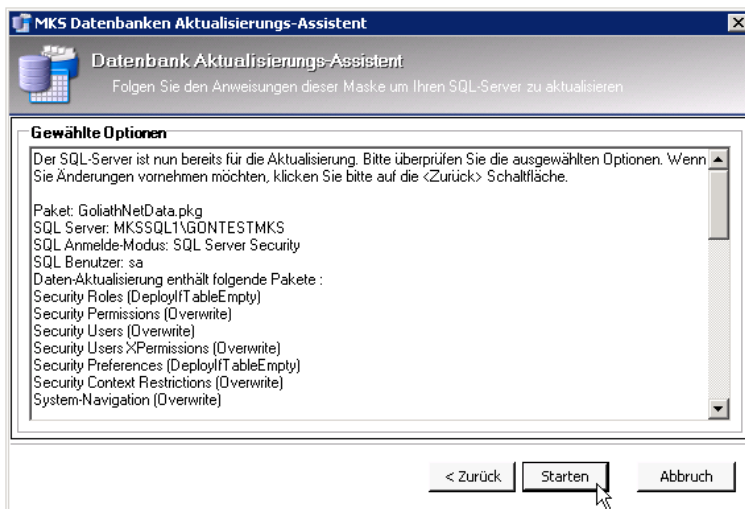 MKS Datenbanken Aktualisierungs-Assistent
Datenbank Aktualisierungs-Assistent
Folgen Sie den Anweisungen dieser Maske um Ihren SQL-Server zu aktualisieren
Gewählte Optionen
Der SQL-Server ist nun bereits für die Aktualisierung. Bitte überprüfen Sie die ausgewählten Optionen. Wenn
Sie Änderungen vornehmen möchten, klicken Sie bitte auf die <Zurück> Schaltfläche.
Paket: GoliathNetData.pkg
SQL Server: MKSSQL1\GONTESTMKS
SQL Anmelde-Modus: SQL Server Security
SQL Benutzer: sa
Daten-Aktualisierung enthält folgende Pakete :
Security Roles (DeployIfTableEmpty)
Security Permissions (Overwrite)
Security Users (Overwrite)
Security Users XPermissions (Overwrite)
Security Preferences (DeployIfTableEmpty)
Security Context Restrictions (Overwrite)
System-Navigation (Overwrite)
< Zurück Starten Abbruch